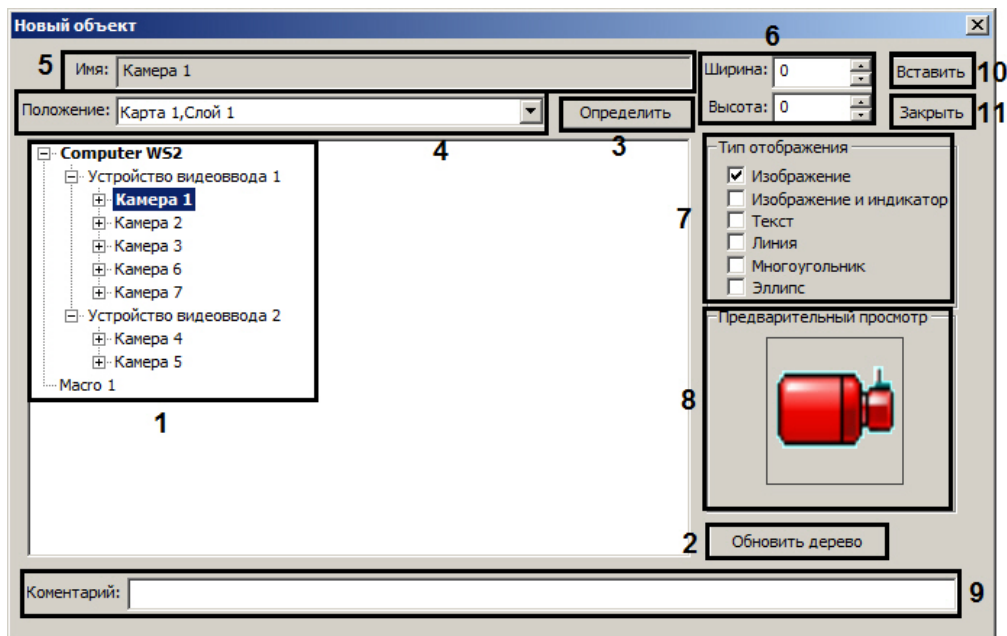 Новый объект
6
5 Имя: Камера 1 Ширина: 0 Вставить 10
Положение: Карта 1,Слой 1 Определить Высота: 0 Закрыть 11
4 3
Computer WS2
Устройство видеоввода 1
Камера 1
Камера 2
Камера 3
Камера 6
Камера 7
Устройство видеоввода 2
Камера 4
Камера 5
Macro 1
1
Тип отображения
Изображение
Изображение и индикатор
7 Текст
Линия
Многоугольник
Эллипс
Предварительный просмотр
8
2 Обновить дерево
Коментарий: 9